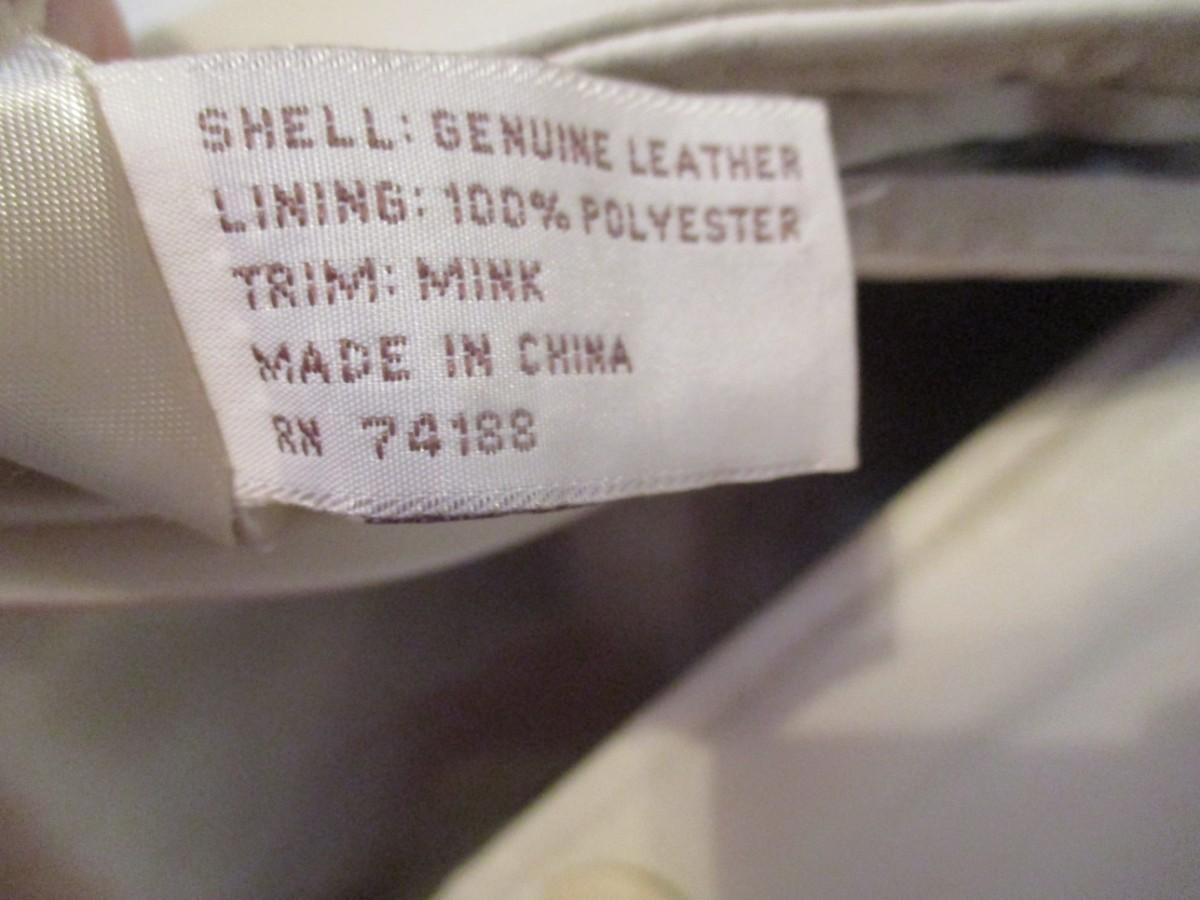 SHELL: GENUINE LEATHER
LINING: 100% POLYESTER
TRIM: MINK
MADE IN CHINA
RN 74188